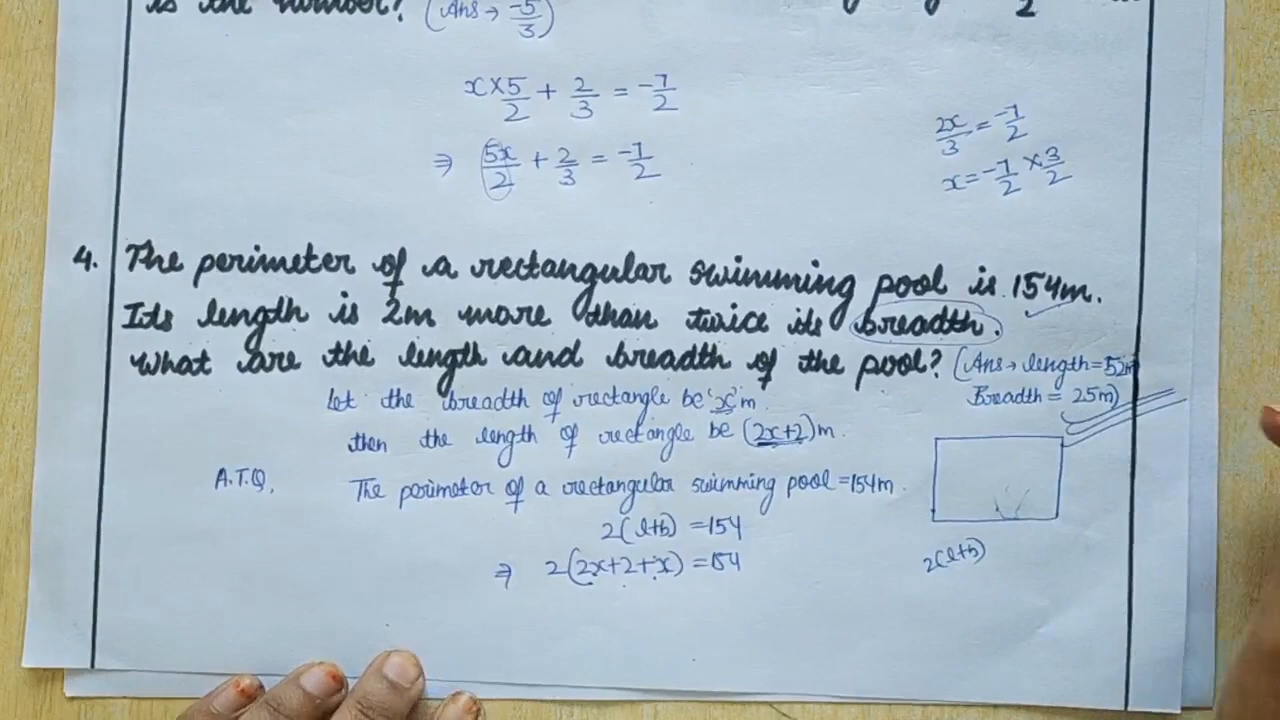 is the number? (Ans → -5/3)
2
x × 5/2 + 2/3 = -7/2
⇒ 5x/2 + 2/3 = -7/2
2x/3 = -7/2
x = -7/2 × 3/2
4. The perimeter of a rectangular swimming pool is 154m.
Its length is 2m more than twice its breadth.
What are the length and breadth of the pool? (Ans → length = 52m
Breadth = 25m)
Let the breadth of rectangle be 'x' m
then the length of rectangle be (2x+2)m.
A.T.Q, The perimeter of a rectangular swimming pool = 154m.
2(l+b) = 154
⇒ 2(2x+2+x) = 154
2(l+b)